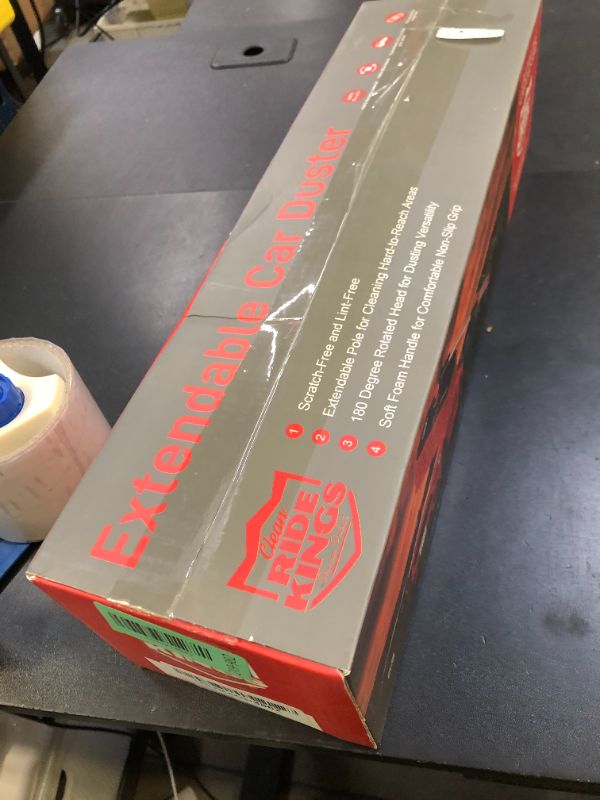 Extendable Car Duster
1 Scratch-Free and Lint-Free
2 Extendable Pole for Cleaning Hard-to-Reach Areas
3 180 Degree Rotated Head for Dusting Versatility
4 Soft Foam Handle for Comfortable Non-Slip Grip
Clean
RIDE
KINGS